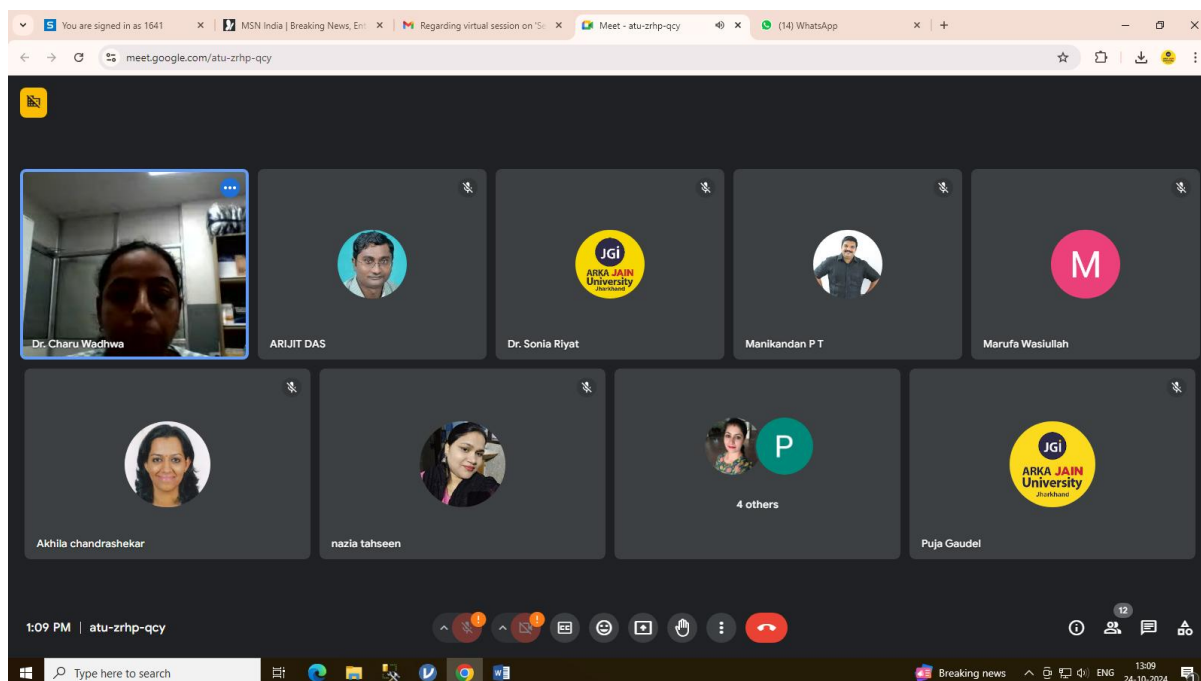 You are signed in as 1641
MSN India | Breaking News, Ent
Regarding virtual session on 'Se
Meet - atu-zrhp-qcy
(14) WhatsApp
meet.google.com/atu-zrhp-qcy
Dr. Charu Wadhwa
ARIJIT DAS
JGi
ARKA JAIN
University
Jharkhand
Dr. Sonia Riyat
Manikandan P T
M
Marufa Wasiullah
Akhila chandrashekar
nazia tahseen
P
4 others
JGi
ARKA JAIN
University
Jharkhand
Puja Gaudel
1:09 PM | atu-zrhp-qcy
12
Type here to search
Breaking news
ENG
13:09
24-10-2024